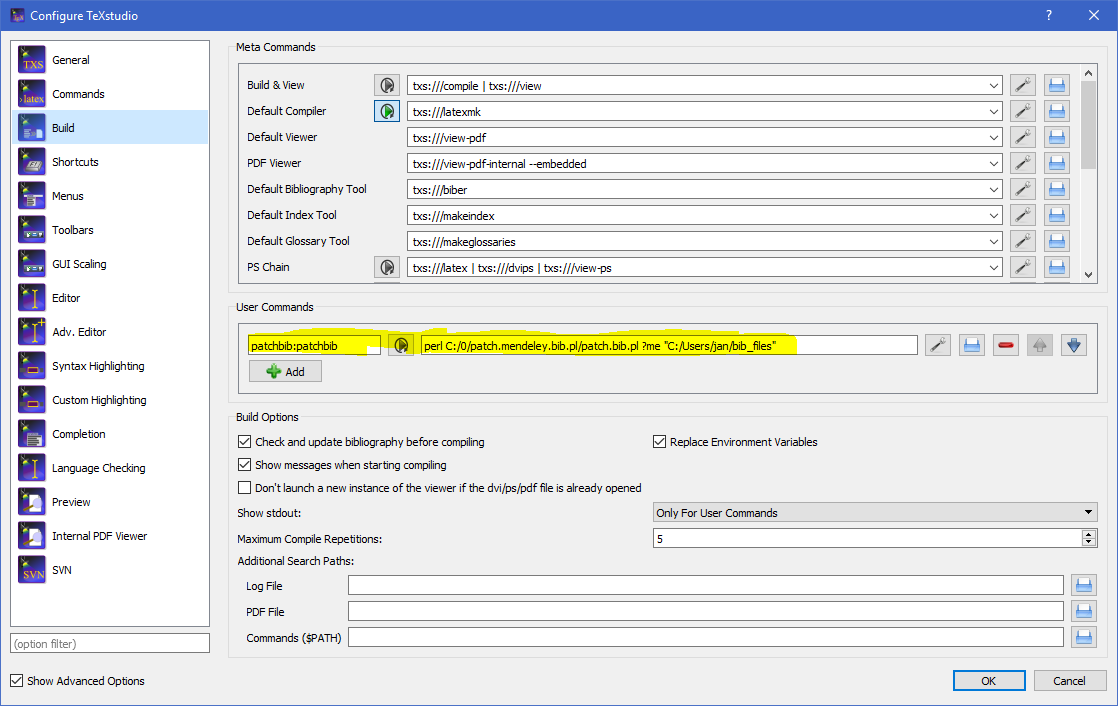 Configure TeXstudio
?
General
Commands
Build
Shortcuts
Menus
Toolbars
GUI Scaling
Editor
Adv. Editor
Syntax Highlighting
Custom Highlighting
Completion
Language Checking
Preview
Internal PDF Viewer
SVN
(option filter)
Show Advanced Options
Meta Commands
Build & View txs:///compile | txs:///view
Default Compiler txs:///latexmk
Default Viewer txs:///view-pdf
PDF Viewer txs:///view-pdf-internal --embedded
Default Bibliography Tool txs:///biber
Default Index Tool txs:///makeindex
Default Glossary Tool txs:///makeglossaries
PS Chain txs:///latex | txs:///dvips | txs:///view-ps
User Commands
patchbib:patchbib perl C:/0/patch.mendeley.bib.pl/patch.bib.pl ?me "C:/Users/jan/bib_files"
Add
Build Options
Check and update bibliography before compiling Replace Environment Variables
Show messages when starting compiling
Don't launch a new instance of the viewer if the dvi/ps/pdf file is already opened
Show stdout: Only For User Commands
Maximum Compile Repetitions: 5
Additional Search Paths:
Log File
PDF File
Commands ($PATH)
OK Cancel